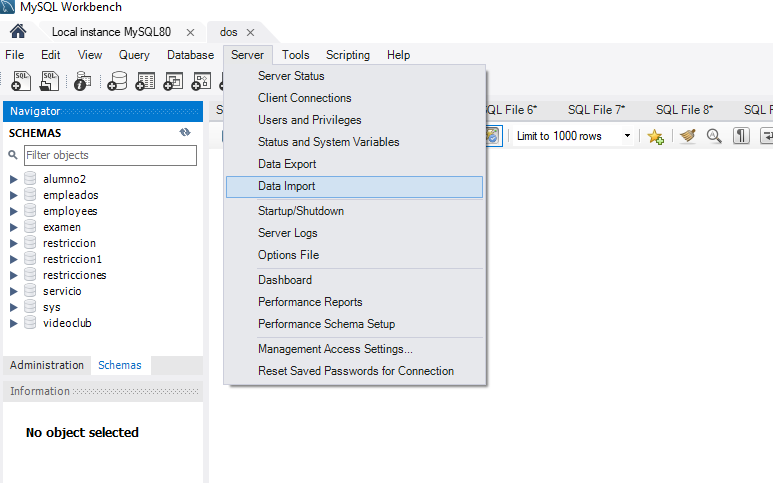 MySQL Workbench
Local instance MySQL80
dos
File Edit View Query Database Server Tools Scripting Help
Navigator
SCHEMAS
Filter objects
alumno2
empleados
employees
examen
restriccion
restriccion1
restricciones
servicio
sys
videoclub
Administration Schemas
Information
No object selected
Server Status
Client Connections
Users and Privileges
Status and System Variables
Data Export
Data Import
Startup/Shutdown
Server Logs
Options File
Dashboard
Performance Reports
Performance Schema Setup
Management Access Settings...
Reset Saved Passwords for Connection
SQL File 6* SQL File 7* SQL File 8*
Limit to 1000 rows